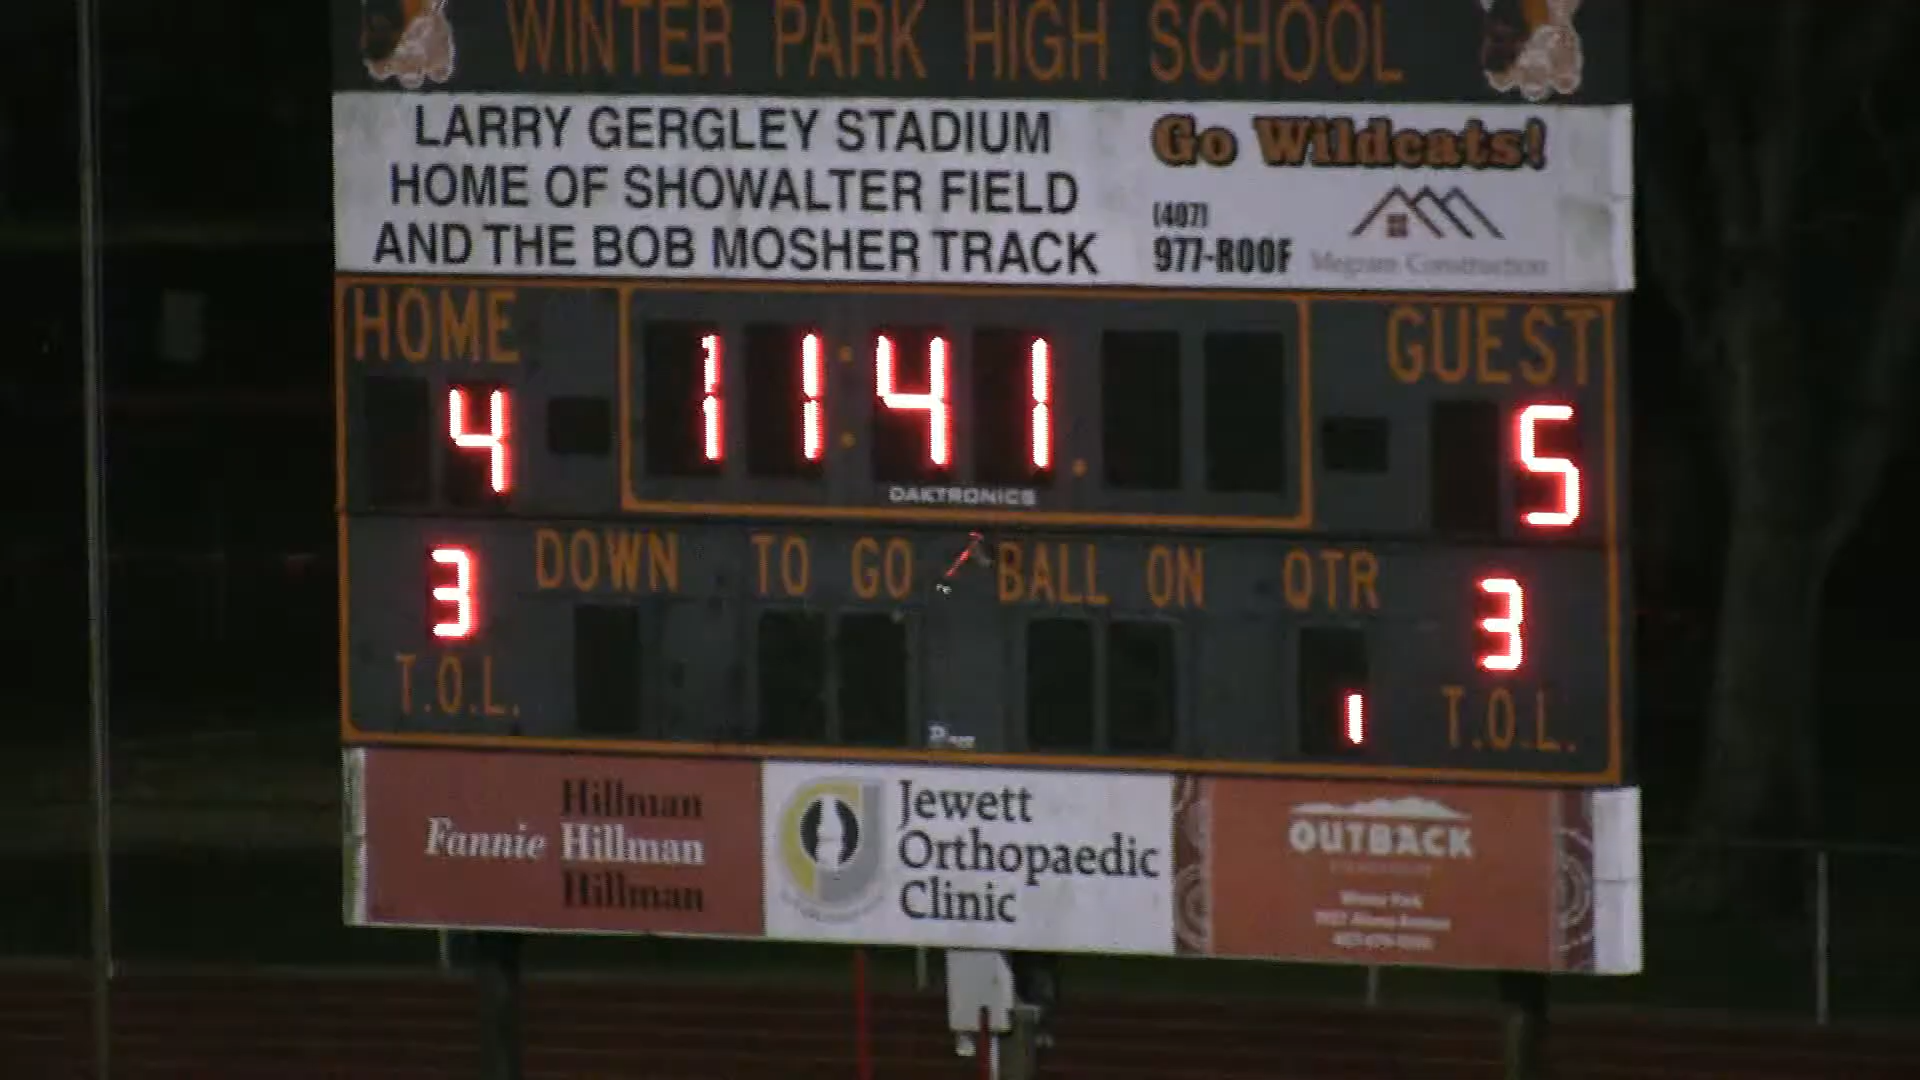 WINTER PARK HIGH SCHOOL
LARRY GERGLEY STADIUM
HOME OF SHOWALTER FIELD
AND THE BOB MOSHER TRACK
Go Wildcats!
(407)
977-ROOF
Megram Construction
HOME
11:41.
GUEST
4
5
DAKTRONICS
DOWN TO GO BALL ON QTR
3
3
T.O.L.
1
T.O.L.
Hillman
Fannie Hillman
Hillman
Jewett
Orthopaedic
Clinic
OUTBACK
Winter Park